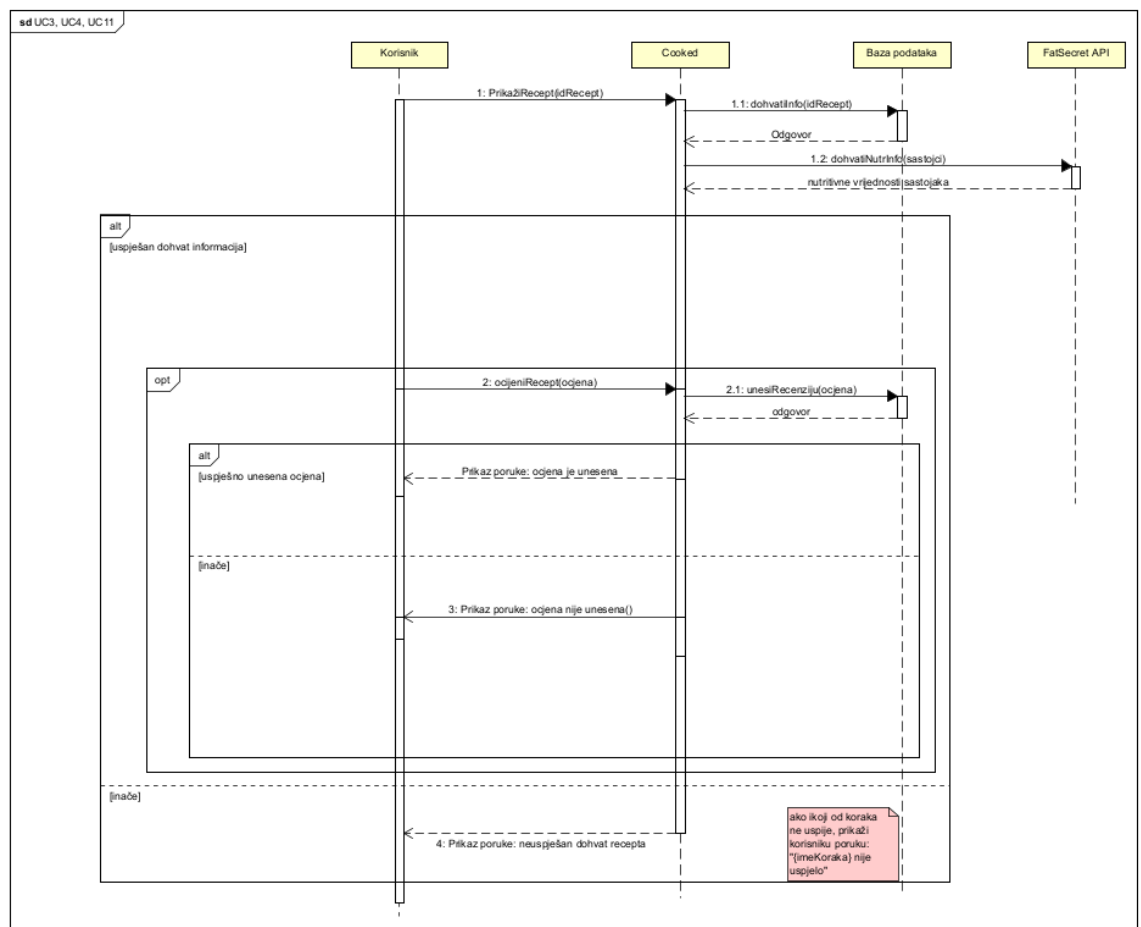 sd UC3, UC4, UC11
Korisnik
Cooked
Baza podataka
FatSecret API
1: PrikažiRecept(idRecept)
1.1: dohvatiInfo(idRecept)
Odgovor
1.2: dohvatiNutrInfo(sastojci)
nutritivne vrijednosti sastojaka
alt
[uspješan dohvat informacija]
opt
2: ocijeniRecept(ocjena)
2.1: unesiRecenziju(ocjena)
odgovor
alt
[uspješno unesena ocjena]
Prikaz poruke: ocjena je unesena
[inače]
3: Prikaz poruke: ocjena nije unesena()
[inače]
4: Prikaz poruke: neuspješan dohvat recepta
ako ikoji od koraka
ne uspije, prikaži
korisniku poruku:
"{imeKoraka} nije
uspjelo"